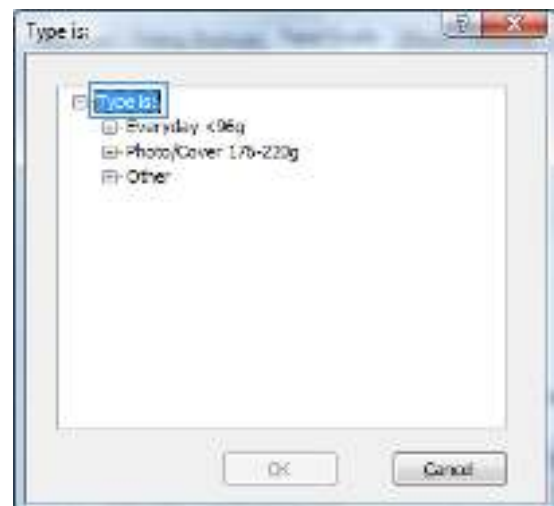 Type is:
Type is:
Everyday <96g
Photo/Cover 176-220g
Other
OK
Cancel